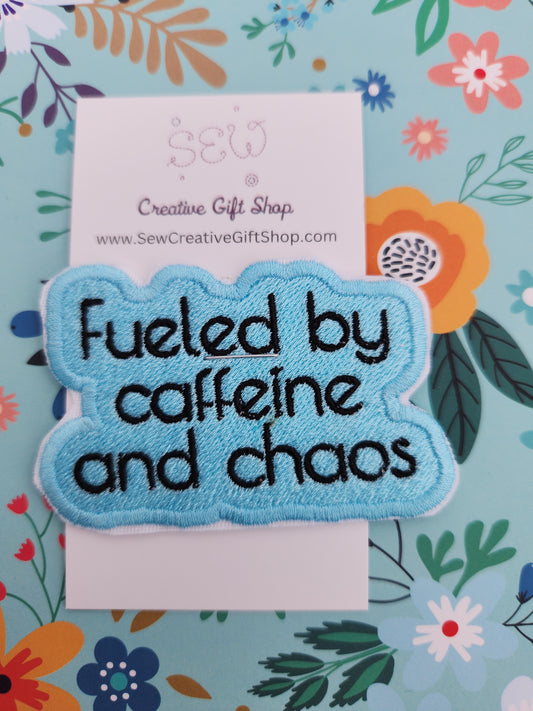 SEW
Creative Gift Shop
www.SewCreativeGiftShop.com
Fueled by
caffeine
and chaos